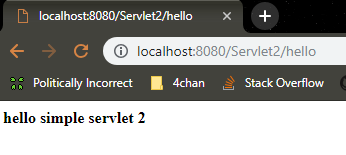 localhost:8080/Servlet2/hello
localhost:8080/Servlet2/hello
Politically Incorrect 4chan Stack Overflow
hello simple servlet 2